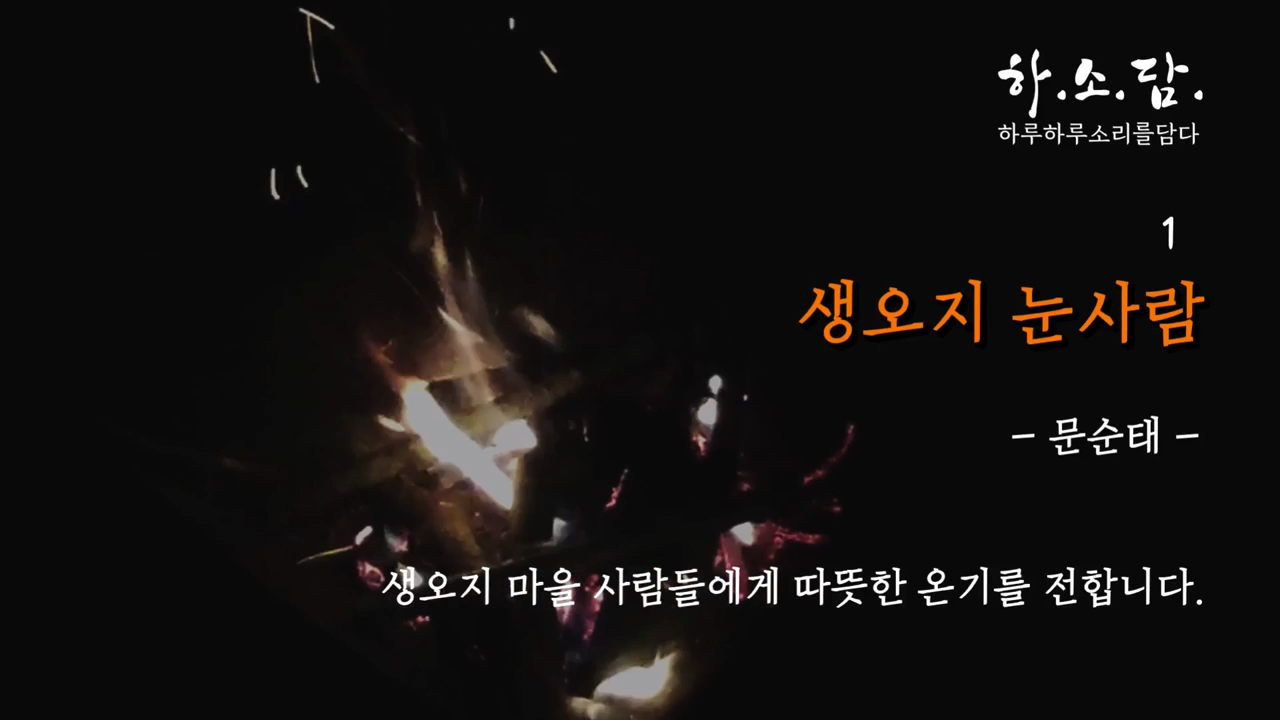 하.소.담.
하루하루소리를담다
1
생오지 눈사람
– 문순태 –
생오지 마을 사람들에게 따뜻한 온기를 전합니다.